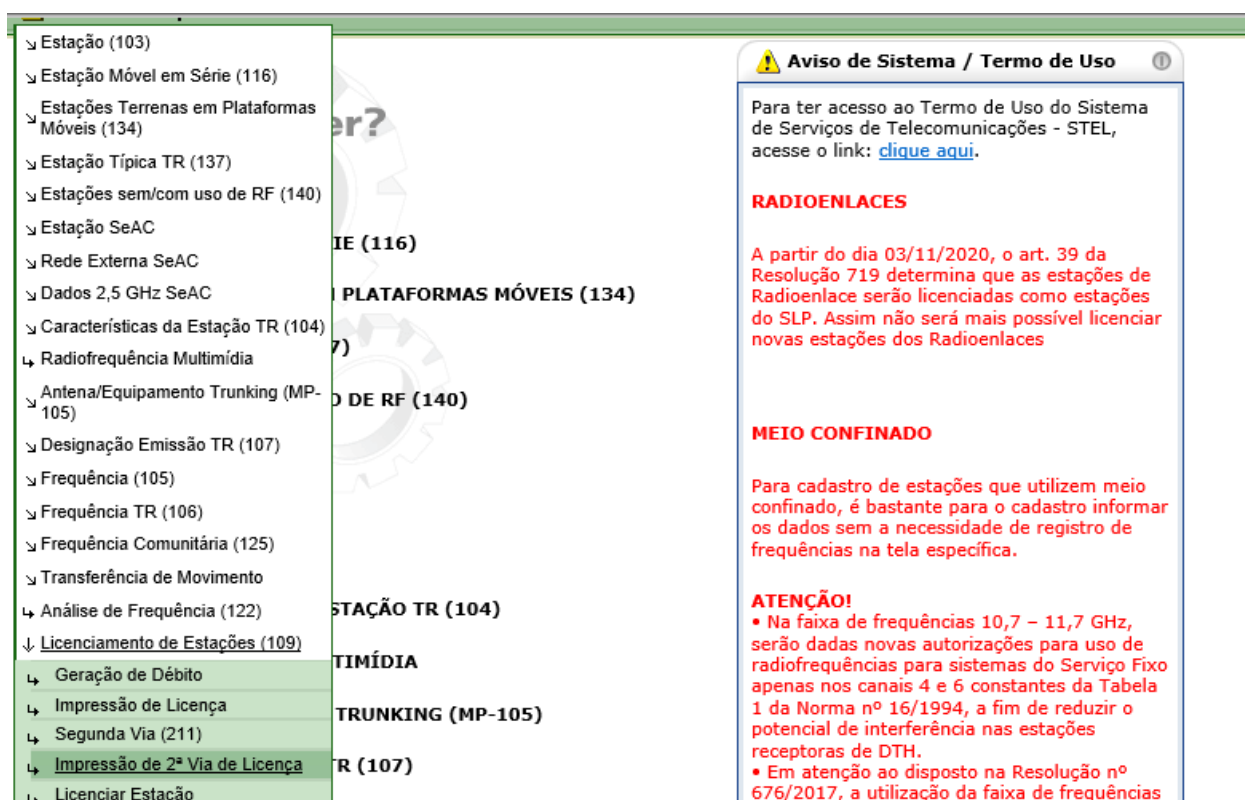 Estação (103)
Estação Móvel em Série (116)
Estações Terrenas em Plataformas
Móveis (134)
Estação Típica TR (137)
Estações sem/com uso de RF (140)
Estação SeAC
Rede Externa SeAC
Dados 2,5 GHz SeAC
Características da Estação TR (104)
Radiofrequência Multimídia
Antena/Equipamento Trunking (MP-
105)
Designação Emissão TR (107)
Frequência (105)
Frequência TR (106)
Frequência Comunitária (125)
Transferência de Movimento
Análise de Frequência (122)
Licenciamento de Estações (109)
Geração de Débito
Impressão de Licença
Segunda Via (211)
Impressão de 2ª Via de Licença
Licenciar Estação
er?
IE (116)
PLATAFORMAS MÓVEIS (134)
7)
DE RF (140)
STAÇÃO TR (104)
TIMÍDIA
TRUNKING (MP-105)
R (107)
Aviso de Sistema / Termo de Uso
Para ter acesso ao Termo de Uso do Sistema
de Serviços de Telecomunicações - STEL,
acesse o link: clique aqui.
RADIOENLACES
A partir do dia 03/11/2020, o art. 39 da
Resolução 719 determina que as estações de
Radioenlace serão licenciadas como estações
do SLP. Assim não será mais possível licenciar
novas estações dos Radioenlaces
MEIO CONFINADO
Para cadastro de estações que utilizem meio
confinado, é bastante para o cadastro informar
os dados sem a necessidade de registro de
frequências na tela específica.
ATENÇÃO!
• Na faixa de frequências 10,7 – 11,7 GHz,
serão dadas novas autorizações para uso de
radiofrequências para sistemas do Serviço Fixo
apenas nos canais 4 e 6 constantes da Tabela
1 da Norma nº 16/1994, a fim de reduzir o
potencial de interferência nas estações
receptoras de DTH.
• Em atenção ao disposto na Resolução nº
676/2017, a utilização da faixa de frequências